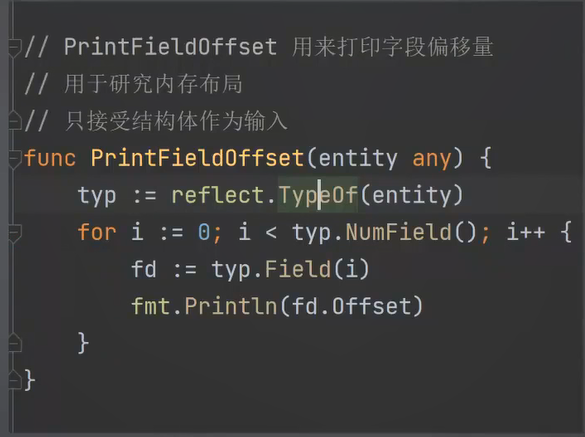 // PrintFieldOffset 用来打印字段偏移量
// 用于研究内存布局
// 只接受结构体作为输入
func PrintFieldOffset(entity any) {
    typ := reflect.TypeOf(entity)
    for i := 0; i < typ.NumField(); i++ {
        fd := typ.Field(i)
        fmt.Println(fd.Offset)
    }
}